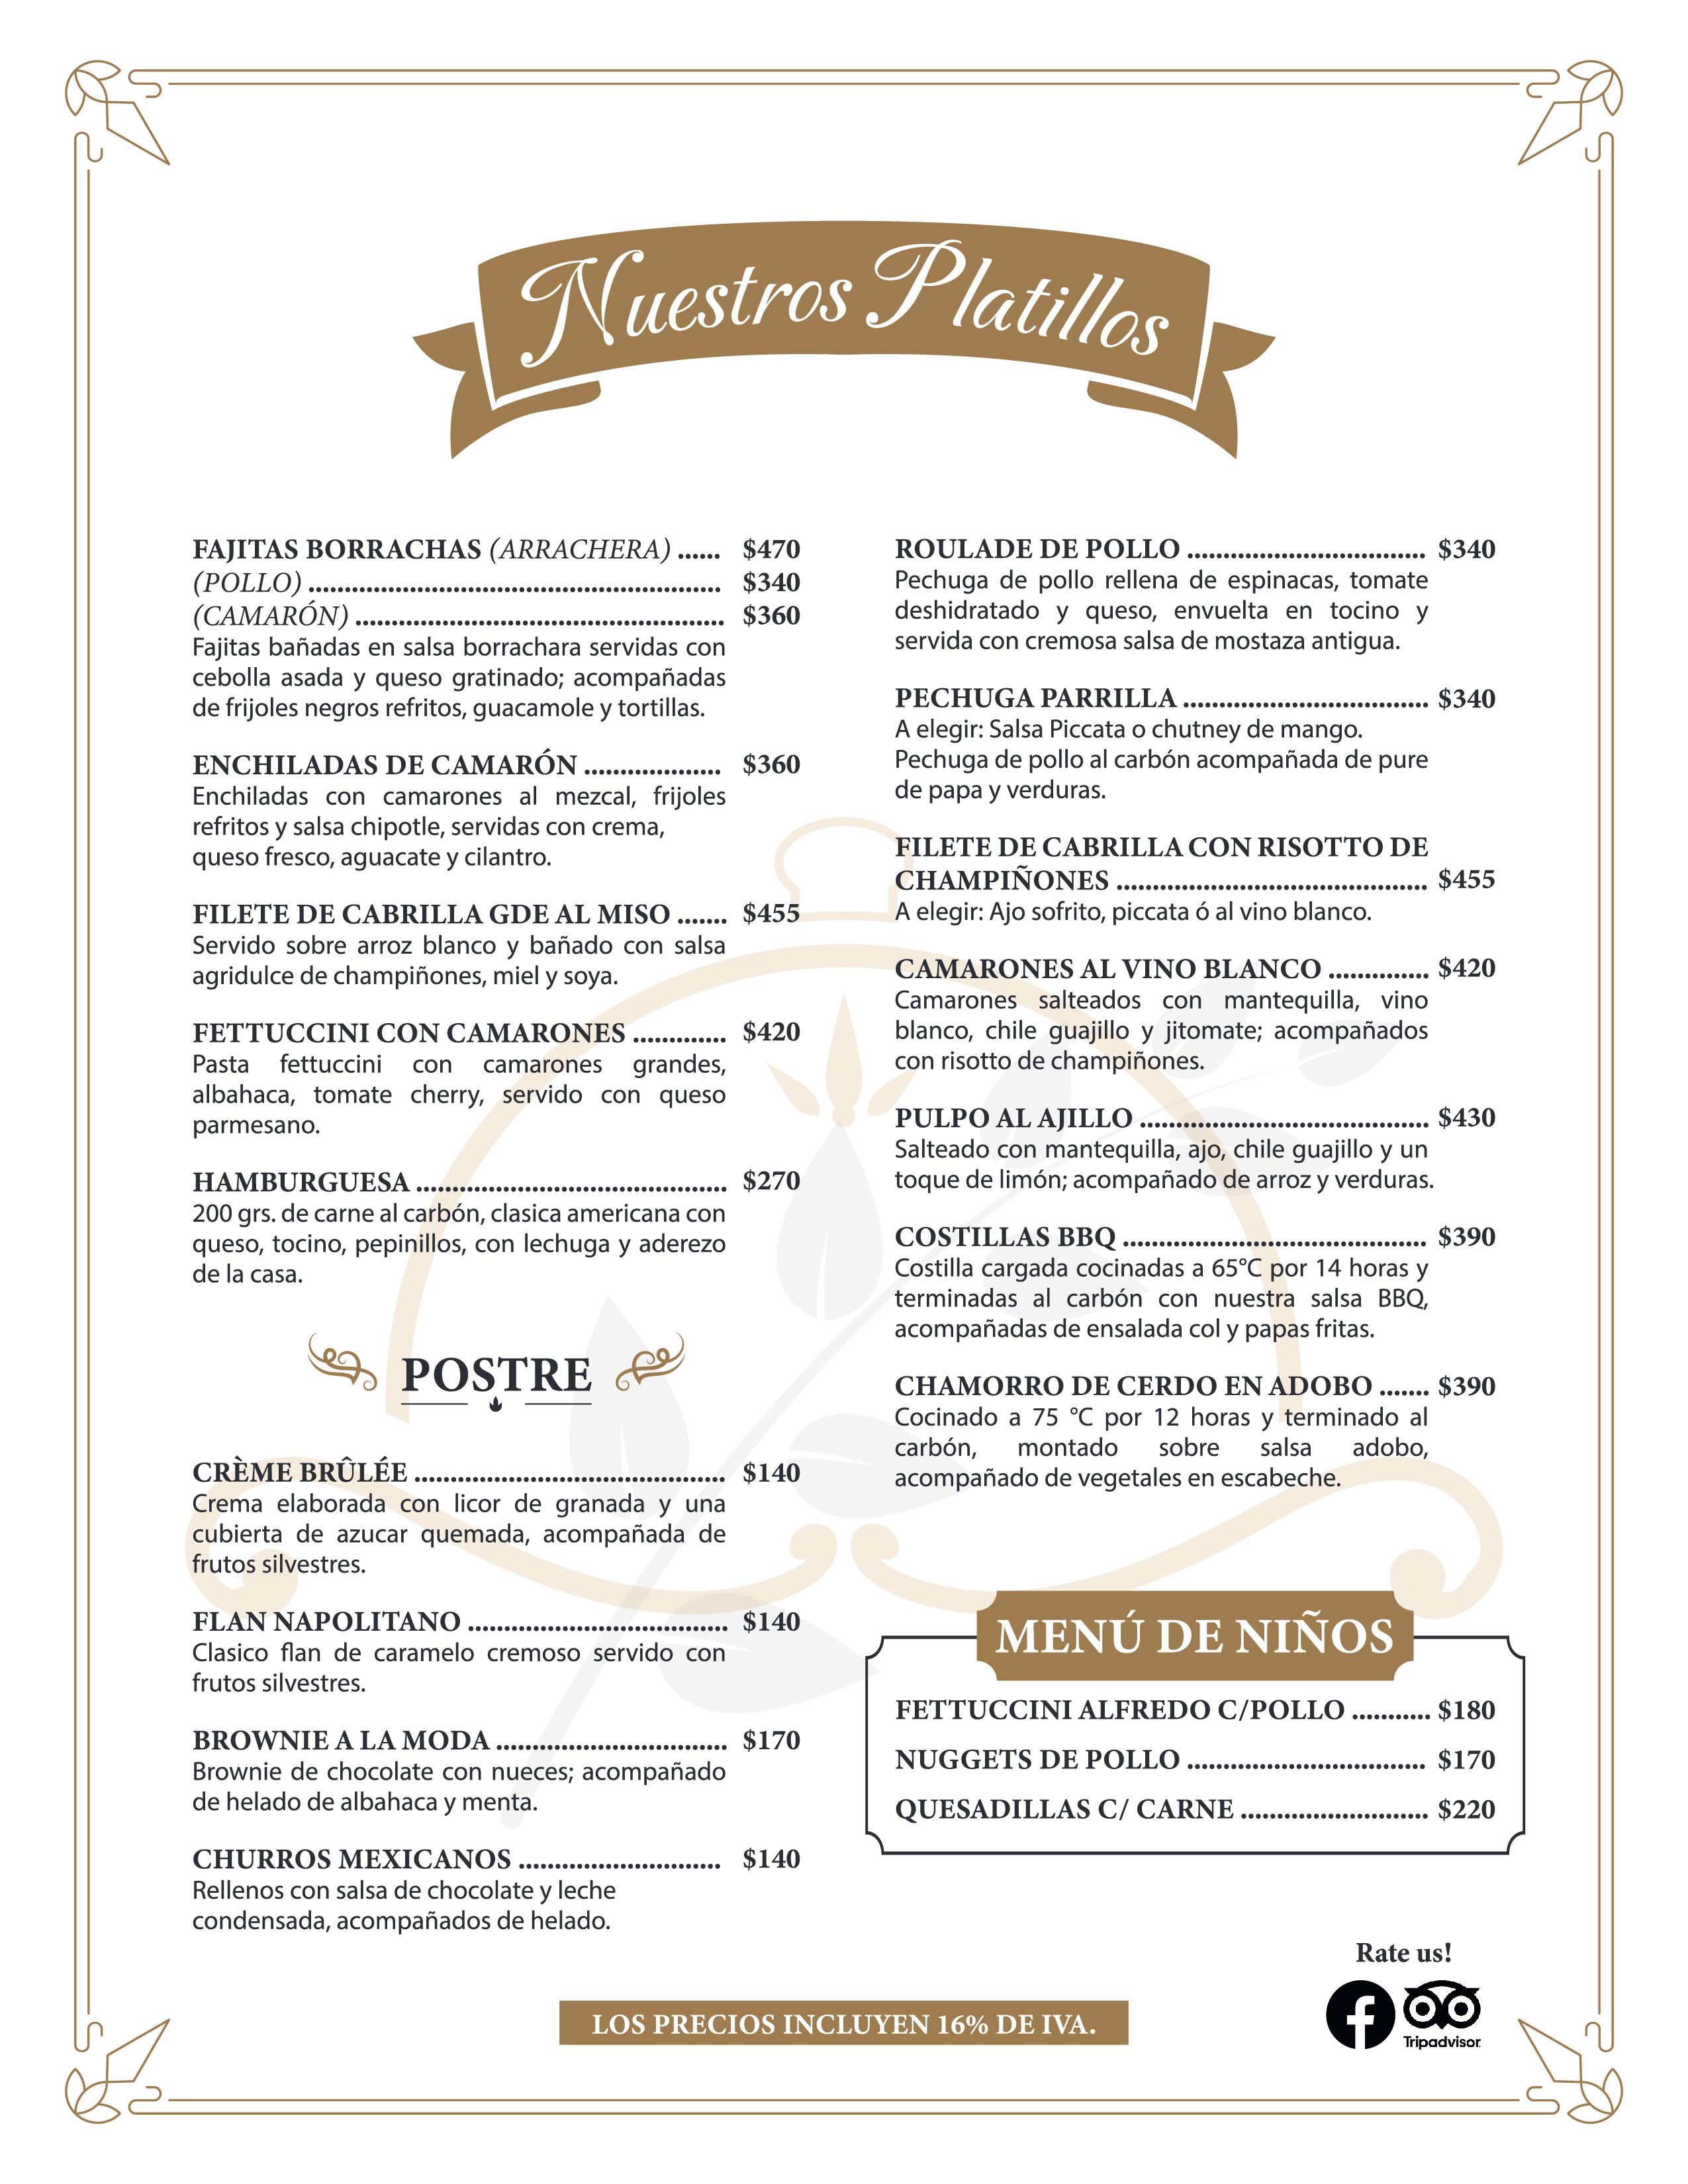 Nuestros Platillos
FAJITAS BORRACHAS (ARRACHERA) ...... $470
(POLLO) ......................................................... $340
(CAMARÓN) ................................................... $360
Fajitas bañadas en salsa borrachara servidas con
cebolla asada y queso gratinado; acompañadas
de frijoles negros refritos, guacamole y tortillas.
ENCHILADAS DE CAMARÓN ................... $360
Enchiladas con camarones al mezcal, frijoles
refritos y salsa chipotle, servidas con crema,
queso fresco, aguacate y cilantro.
FILETE DE CABRILLA GDE AL MISO ....... $455
Servido sobre arroz blanco y bañado con salsa
agridulce de champiñones, miel y soya.
FETTUCCINI CON CAMARONES ............. $420
Pasta fettuccini con camarones grandes,
albahaca, tomate cherry, servido con queso
parmesano.
HAMBURGUESA ........................................... $270
200 grs. de carne al carbón, clasica americana con
queso, tocino, pepinillos, con lechuga y aderezo
de la casa.
POSTRE
CRÈME BRÛLÉE ........................................... $140
Crema elaborada con licor de granada y una
cubierta de azucar quemada, acompañada de
frutos silvestres.
FLAN NAPOLITANO .................................... $140
Clasico flan de caramelo cremoso servido con
frutos silvestres.
BROWNIE A LA MODA ................................ $170
Brownie de chocolate con nueces; acompañado
de helado de albahaca y menta.
CHURROS MEXICANOS ............................ $140
Rellenos con salsa de chocolate y leche
condensada, acompañados de helado.
ROULADE DE POLLO ................................. $340
Pechuga de pollo rellena de espinacas, tomate
deshidratado y queso, envuelta en tocino y
servida con cremosa salsa de mostaza antigua.
PECHUGA PARRILLA .................................. $340
A elegir: Salsa Piccata o chutney de mango.
Pechuga de pollo al carbón acompañada de pure
de papa y verduras.
FILETE DE CABRILLA CON RISOTTO DE
CHAMPIÑONES ........................................... $455
A elegir: Ajo sofrito, piccata ó al vino blanco.
CAMARONES AL VINO BLANCO .............. $420
Camarones salteados con mantequilla, vino
blanco, chile guajillo y jitomate; acompañados
con risotto de champiñones.
PULPO AL AJILLO ........................................ $430
Salteado con mantequilla, ajo, chile guajillo y un
toque de limón; acompañado de arroz y verduras.
COSTILLAS BBQ .......................................... $390
Costilla cargada cocinadas a 65°C por 14 horas y
terminadas al carbón con nuestra salsa BBQ,
acompañadas de ensalada col y papas fritas.
CHAMORRO DE CERDO EN ADOBO ....... $390
Cocinado a 75 °C por 12 horas y terminado al
carbón, montado sobre salsa adobo,
acompañado de vegetales en escabeche.
MENÚ DE NIÑOS
FETTUCCINI ALFREDO C/POLLO ........... $180
NUGGETS DE POLLO ................................. $170
QUESADILLAS C/ CARNE .......................... $220
Rate us!
Tripadvisor
LOS PRECIOS INCLUYEN 16% DE IVA.